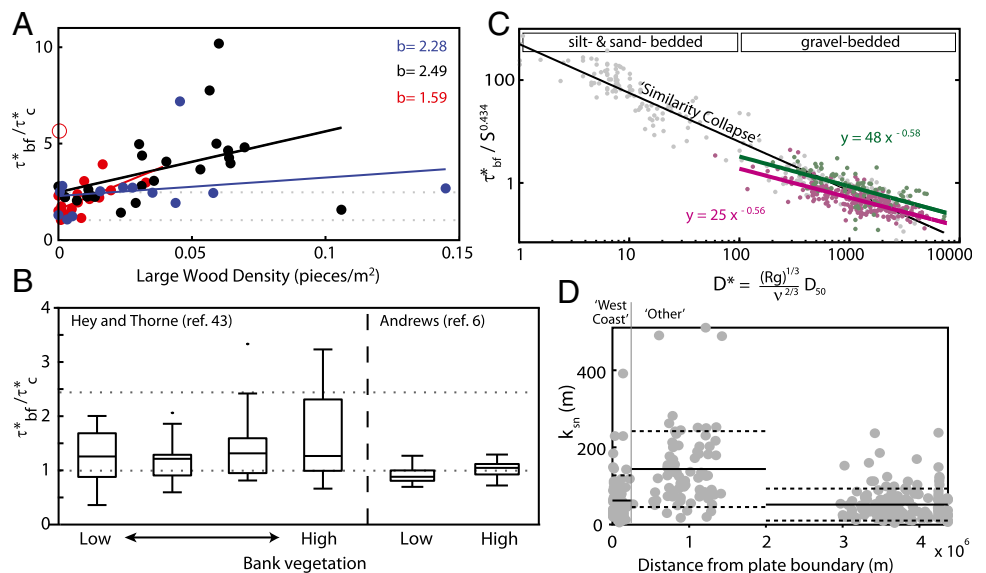 A
10
5
0
τ*bf/τ*c
b= 2.28
b= 2.49
b= 1.59
0
0.05
0.10
0.15
Large Wood Density (pieces/m²)
B
4
3
2
1
0
τ*bf/τ*c
Hey and Thorne (ref. 43)
Andrews (ref. 6)
Low
High
Low
High
Bank vegetation
C
silt- & sand- bedded
gravel-bedded
100
1
τ*bf / S^0.434
'Similarity Collapse'
y = 48 x^-0.58
y = 25 x^-0.56
1
10
100
1000
10000
D* = (Rg)^1/3 / ν^2/3 D50
D
'West
Coast'
'Other'
400
200
0
ksn (m)
0
1
2
3
4
x 10⁶
Distance from plate boundary (m)